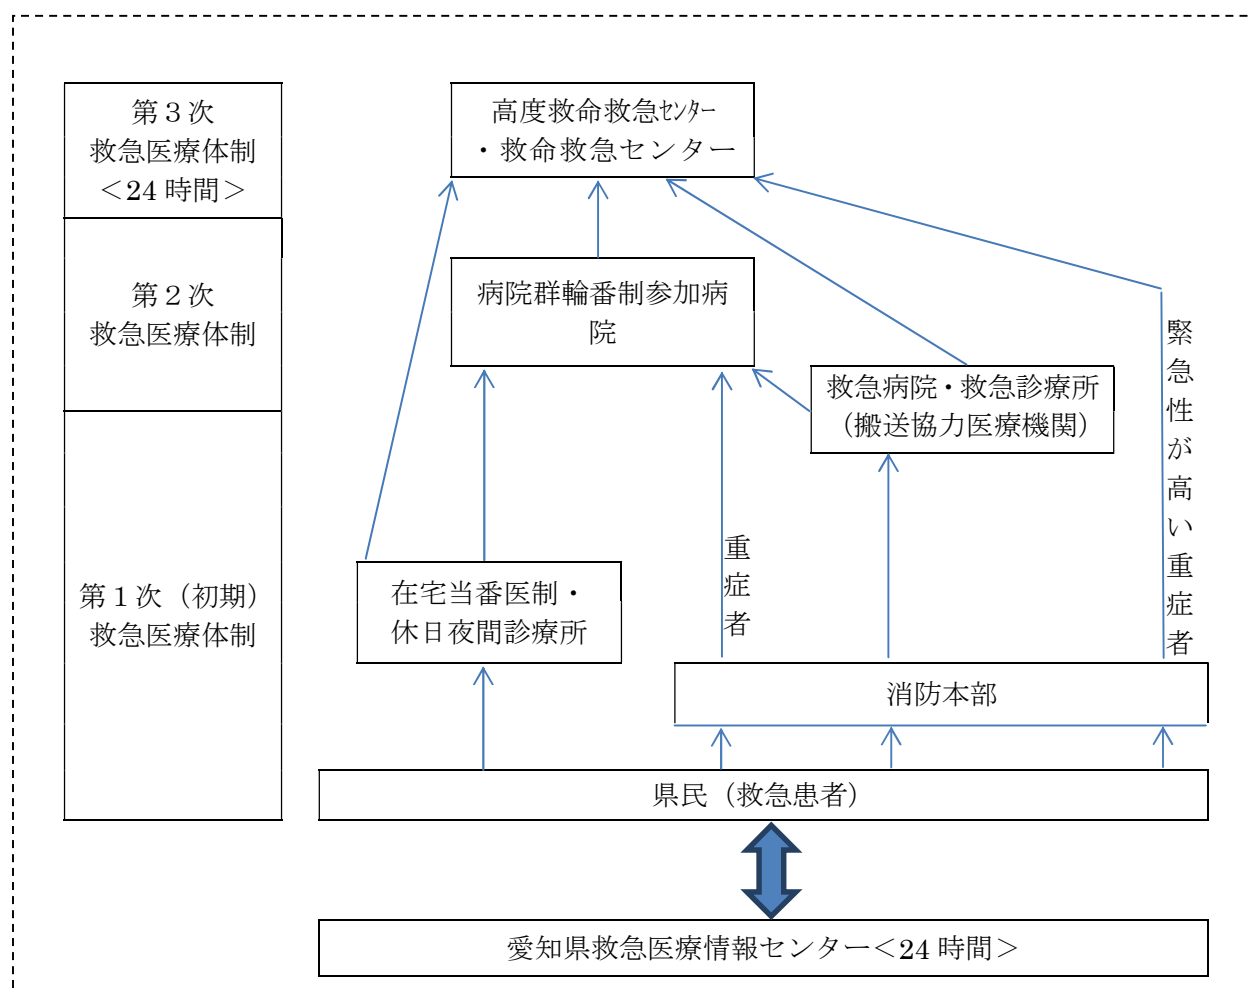 第３次
救急医療体制
＜24 時間＞
高度救命救急ｾﾝﾀｰ
・救命救急センター
第２次
救急医療体制
病院群輪番制参加病
院
救急病院・救急診療所
（搬送協力医療機関）
緊急性が高い重症者
重症者
第１次（初期）
救急医療体制
在宅当番医制・
休日夜間診療所
消防本部
県民（救急患者）
愛知県救急医療情報センター＜24 時間＞